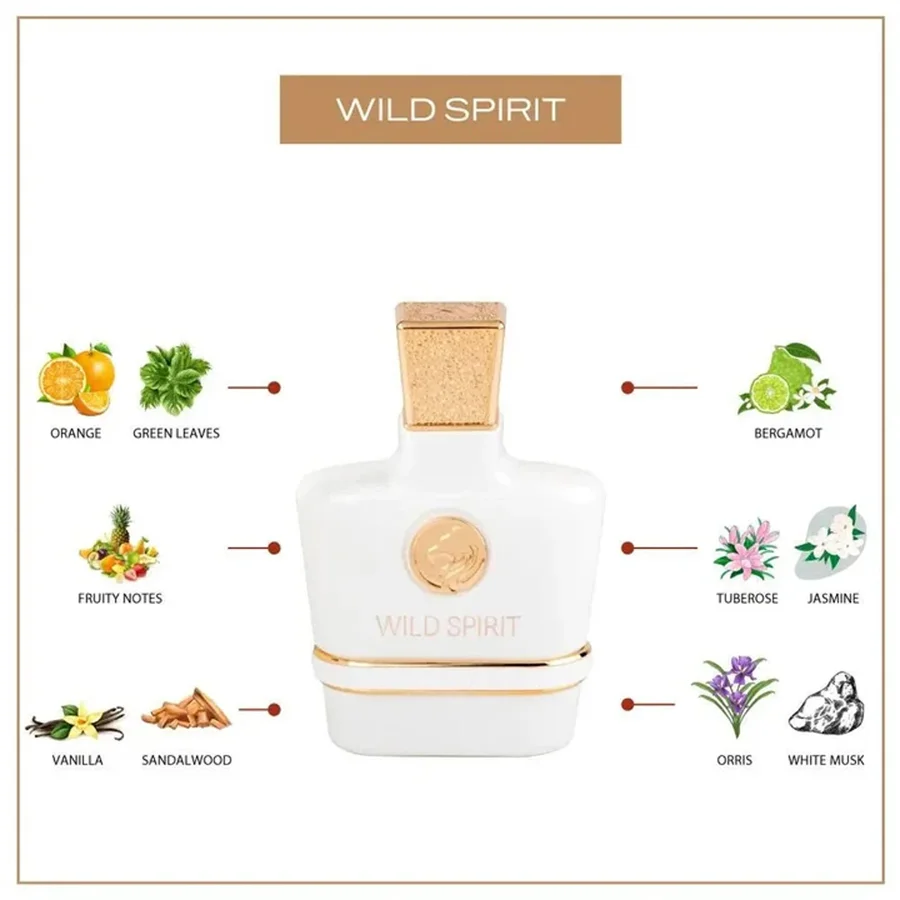 WILD SPIRIT
ORANGE
GREEN LEAVES
BERGAMOT
WILD SPIRIT
FRUITY NOTES
TUBEROSE
JASMINE
VANILLA
SANDALWOOD
ORRIS
WHITE MUSK